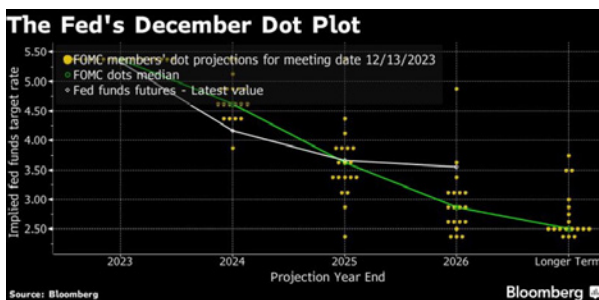 The Fed's December Dot Plot
FOMC members' dot projections for meeting date 12/13/2023
FOMC dots median
Fed funds futures - Latest value
Implied fed funds target rate
5.50
5.00
4.50
4.00
3.50
3.00
2.50
2023 2024 2025 2026 Longer Term
Projection Year End
Source: Bloomberg
Bloomberg